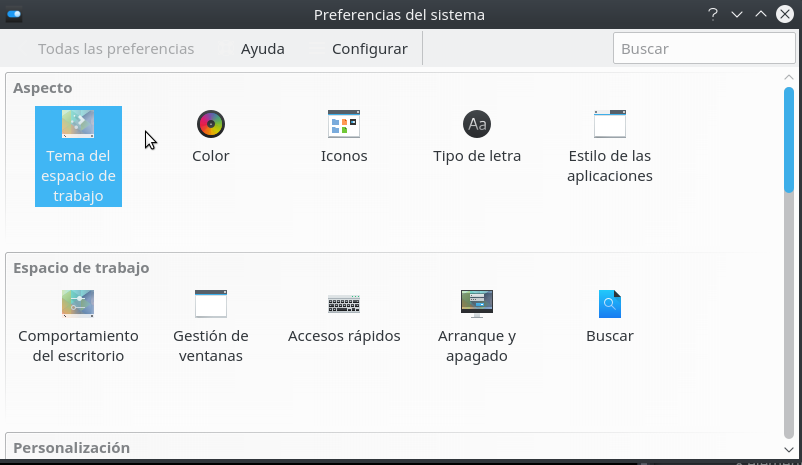 Preferencias del sistema
Todas las preferencias Ayuda Configurar Buscar
Aspecto
Tema del
espacio de
trabajo
Color
Iconos
Aa
Tipo de letra
Estilo de las
aplicaciones
Espacio de trabajo
Comportamiento
del escritorio
Gestión de
ventanas
Accesos rápidos
Arranque y
apagado
Buscar
Personalización